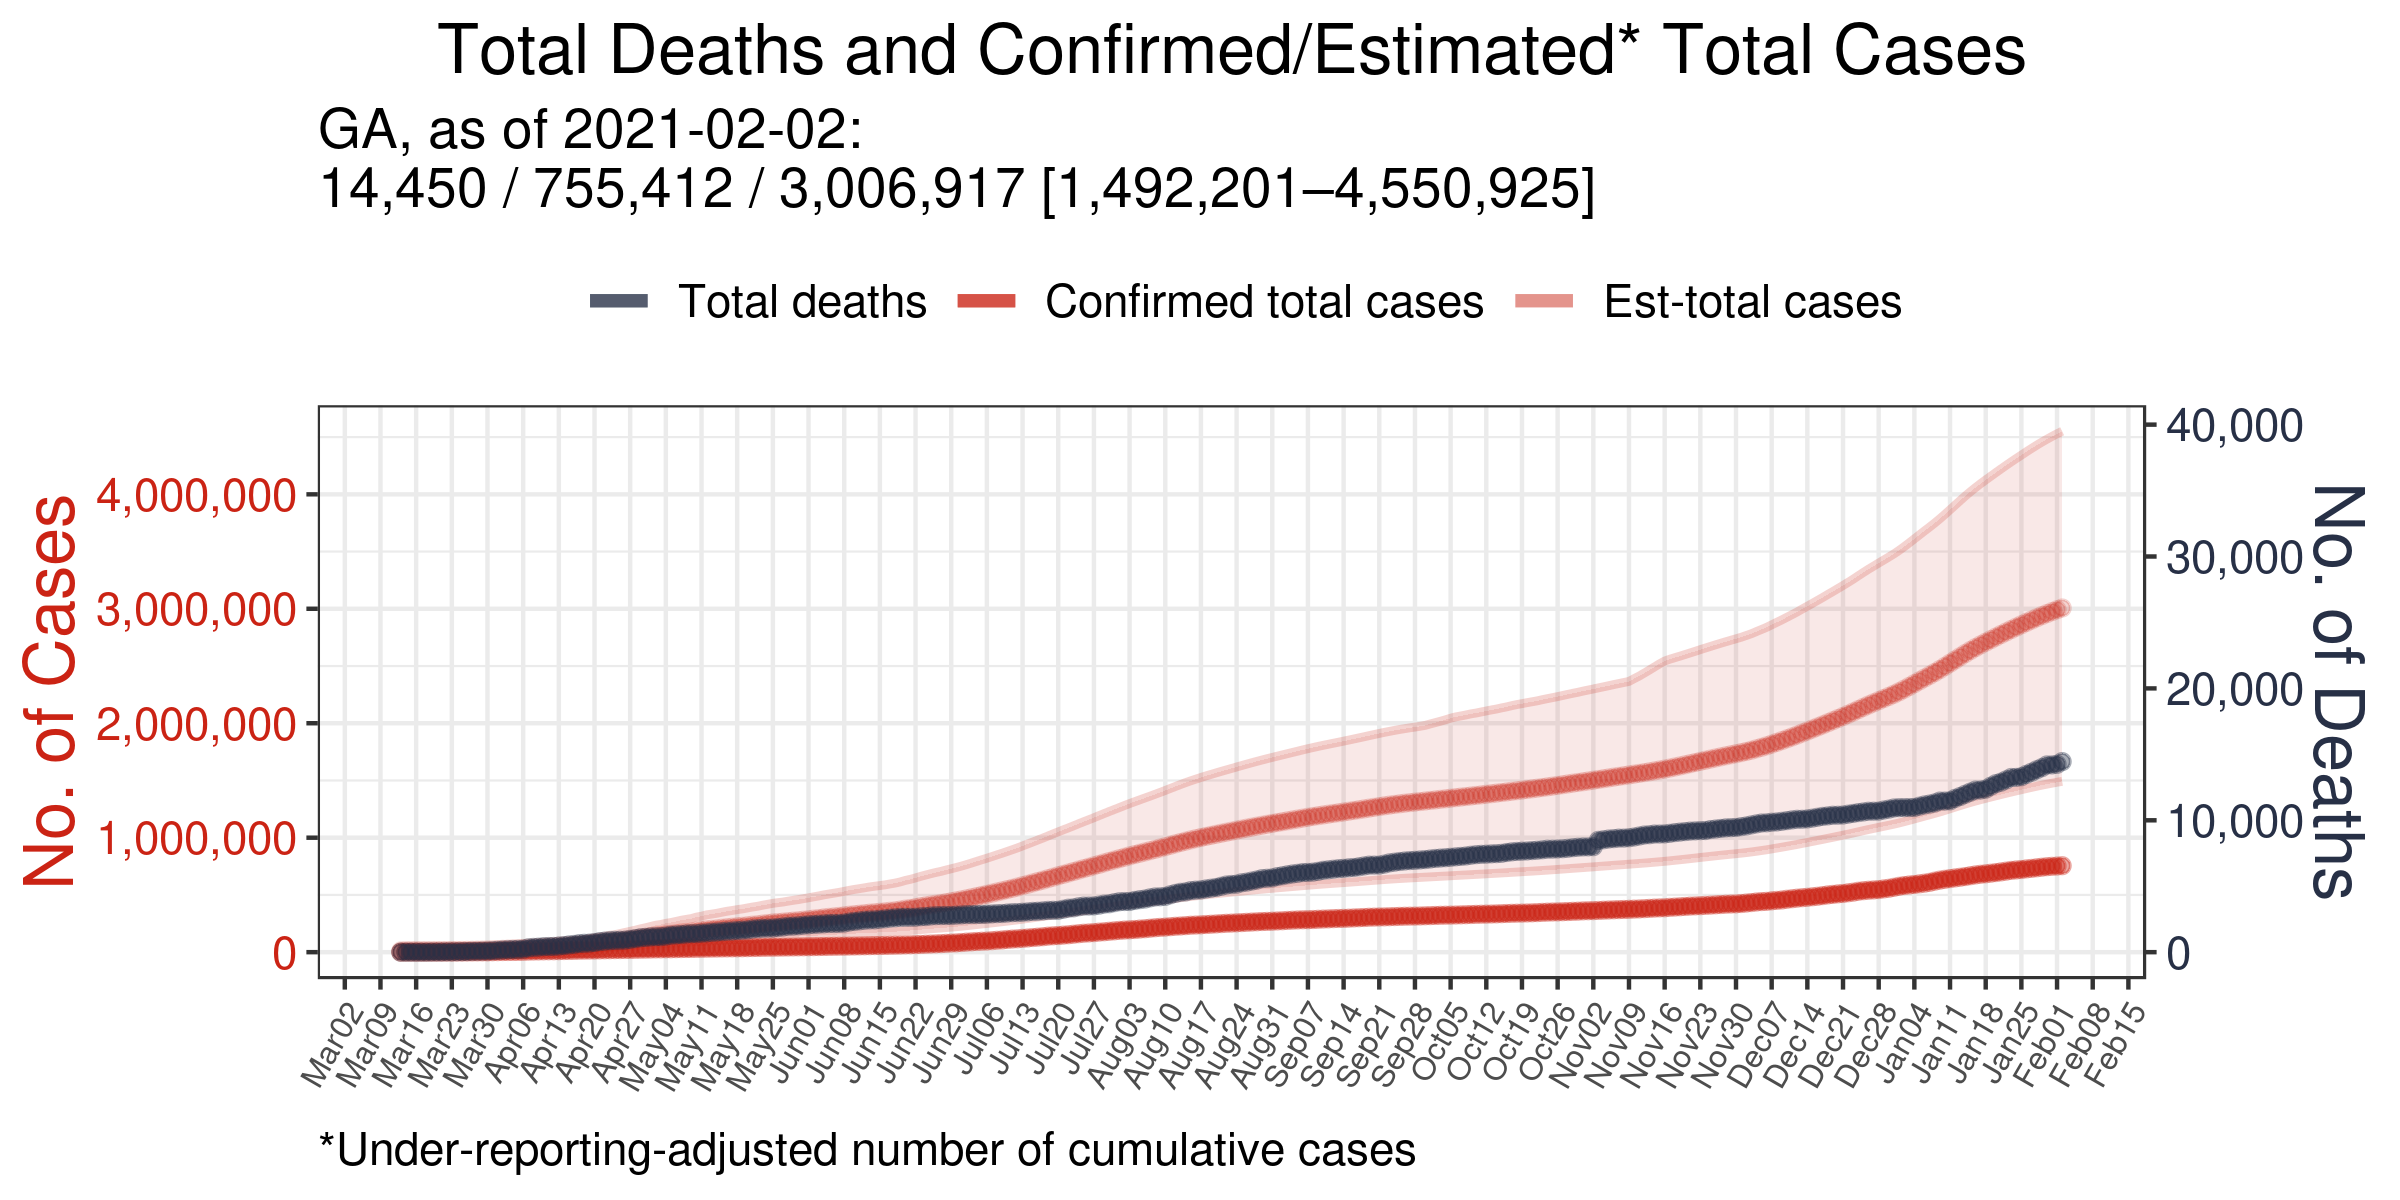 Total Deaths and Confirmed/Estimated* Total Cases
GA, as of 2021-02-02:
14,450 / 755,412 / 3,006,917 [1,492,201–4,550,925]
Total deaths
Confirmed total cases
Est-total cases
No. of Cases
4,000,000
3,000,000
2,000,000
1,000,000
0
40,000
30,000
20,000
10,000
0
No. of Deaths
Mar02
Mar09
Mar16
Mar23
Mar30
Apr06
Apr13
Apr20
Apr27
May04
May11
May18
May25
Jun01
Jun08
Jun15
Jun22
Jun29
Jul06
Jul13
Jul20
Jul27
Aug03
Aug10
Aug17
Aug24
Aug31
Sep07
Sep14
Sep21
Sep28
Oct05
Oct12
Oct19
Oct26
Nov02
Nov09
Nov16
Nov23
Nov30
Dec07
Dec14
Dec21
Dec28
Jan04
Jan11
Jan18
Jan25
Feb01
Feb08
Feb15
*Under-reporting-adjusted number of cumulative cases